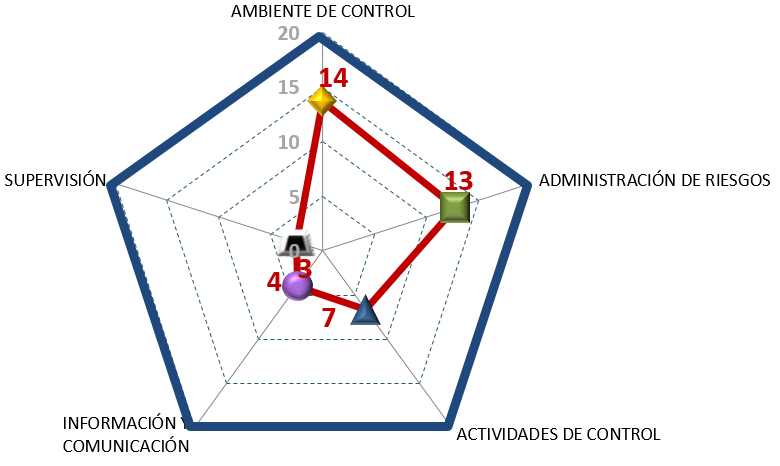 AMBIENTE DE CONTROL
20
14
15
10
13
ADMINISTRACIÓN DE RIESGOS
SUPERVISIÓN
5
0
3
4
7
INFORMACIÓN Y
COMUNICACIÓN
ACTIVIDADES DE CONTROL